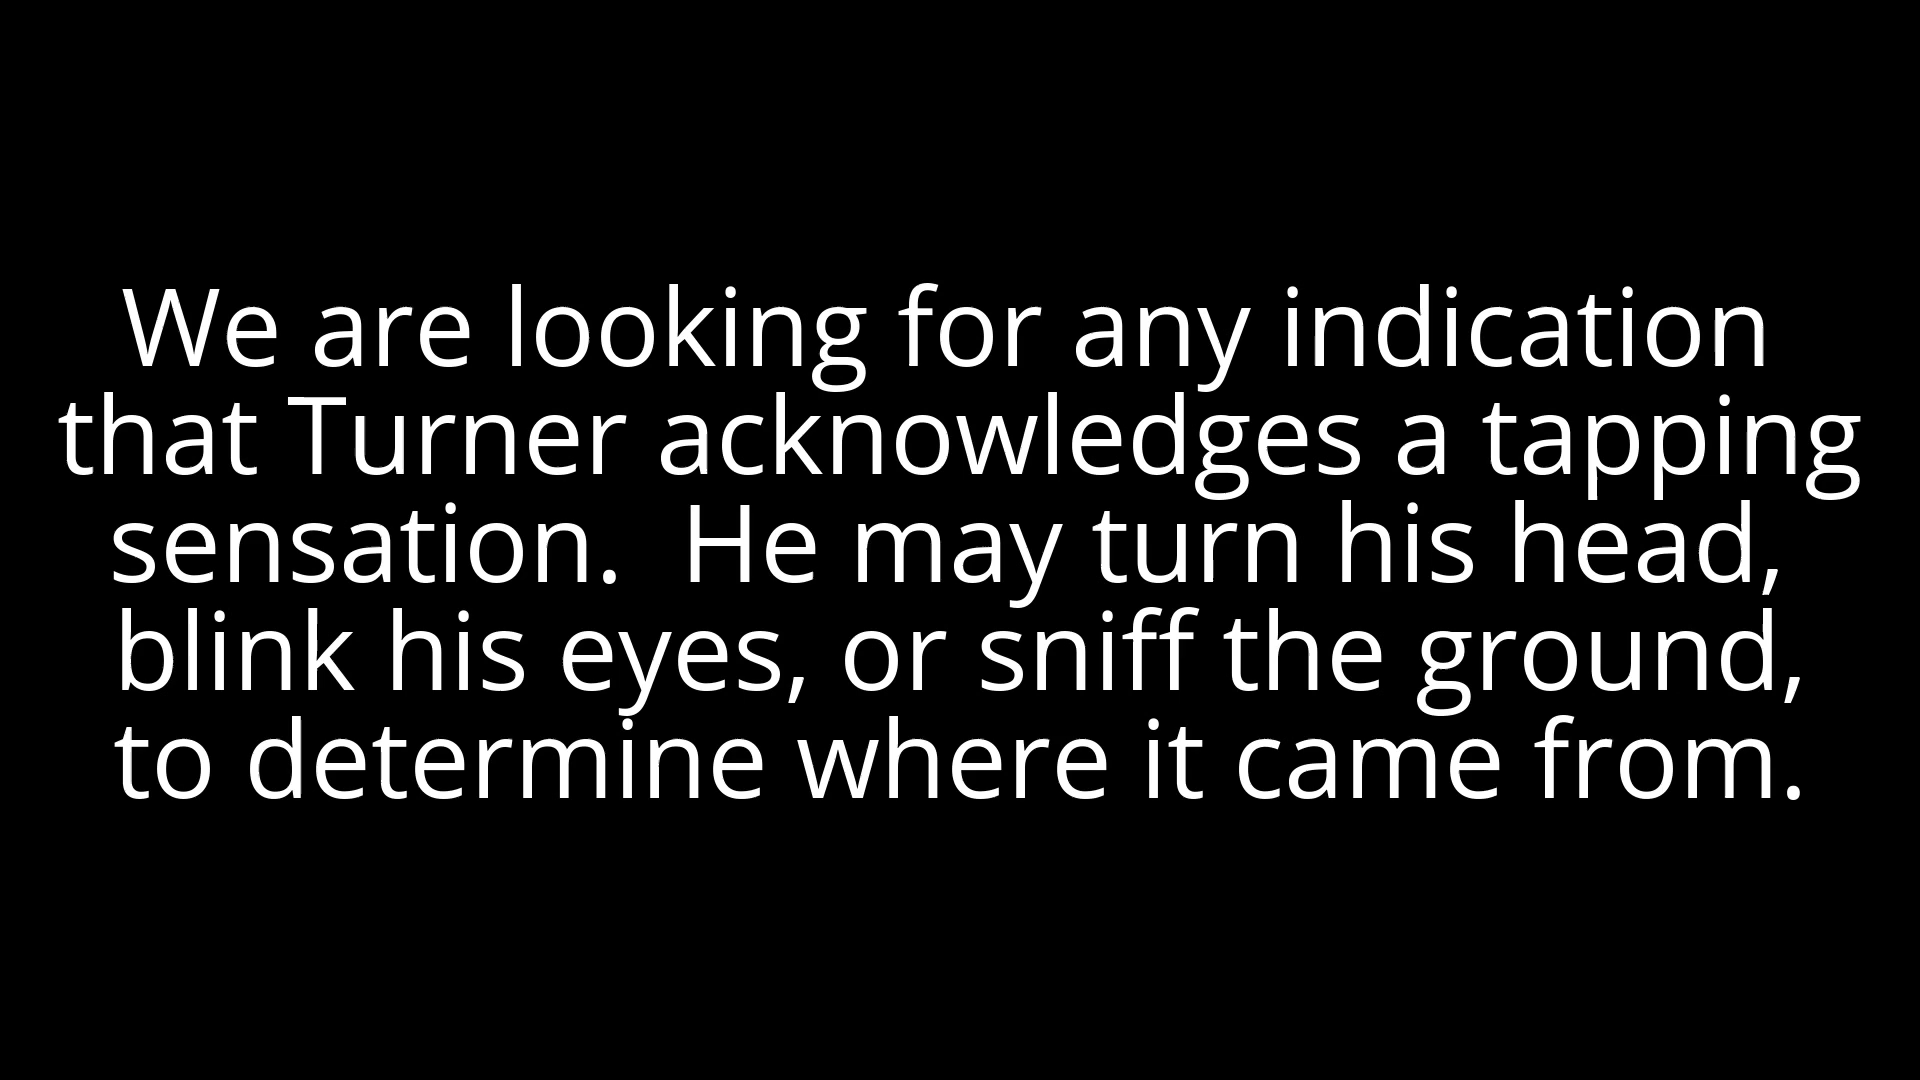 We are looking for any indication
that Turner acknowledges a tapping
sensation.  He may turn his head,
blink his eyes, or sniff the ground,
to determine where it came from.